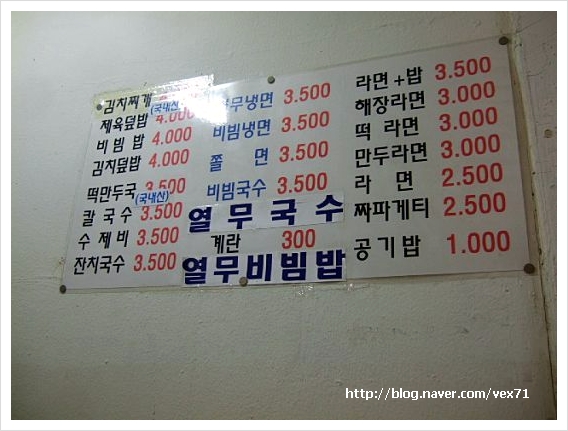 김치찌개
(국내산)
제육덮밥 4.000
비빔밥 4.000
김치덮밥 4.000
떡만두국 3.500
(국내산)
칼국수 3.500
수제비 3.500
잔치국수 3.500
열무냉면 3.500
비빔냉면 3.500
쫄면 3.500
비빔국수 3.500
열무국수
계란 300
열무비빔밥
라면+밥 3.500
해장라면 3.000
떡라면 3.000
만두라면 3.000
라면 2.500
짜파게티 2.500
공기밥 1.000
http://blog.naver.com/vex71